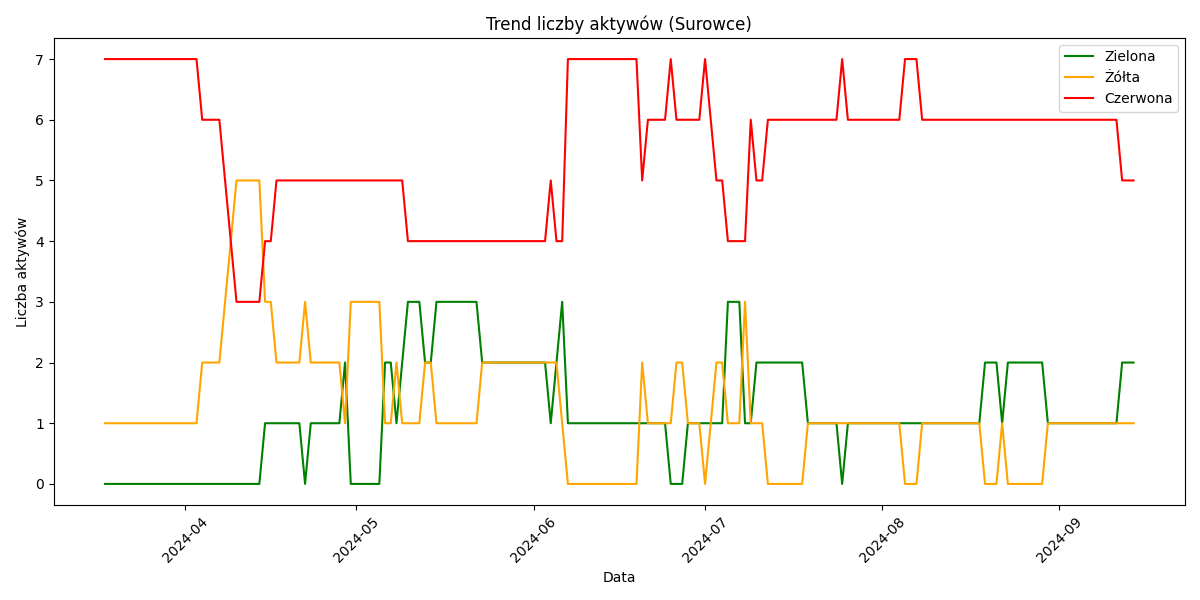 Trend liczby aktywów (Surowce)
Zielona
Żółta
Czerwona
Liczba aktywów
7
6
5
4
3
2
1
0
2024-04
2024-05
2024-06
2024-07
2024-08
2024-09
Data